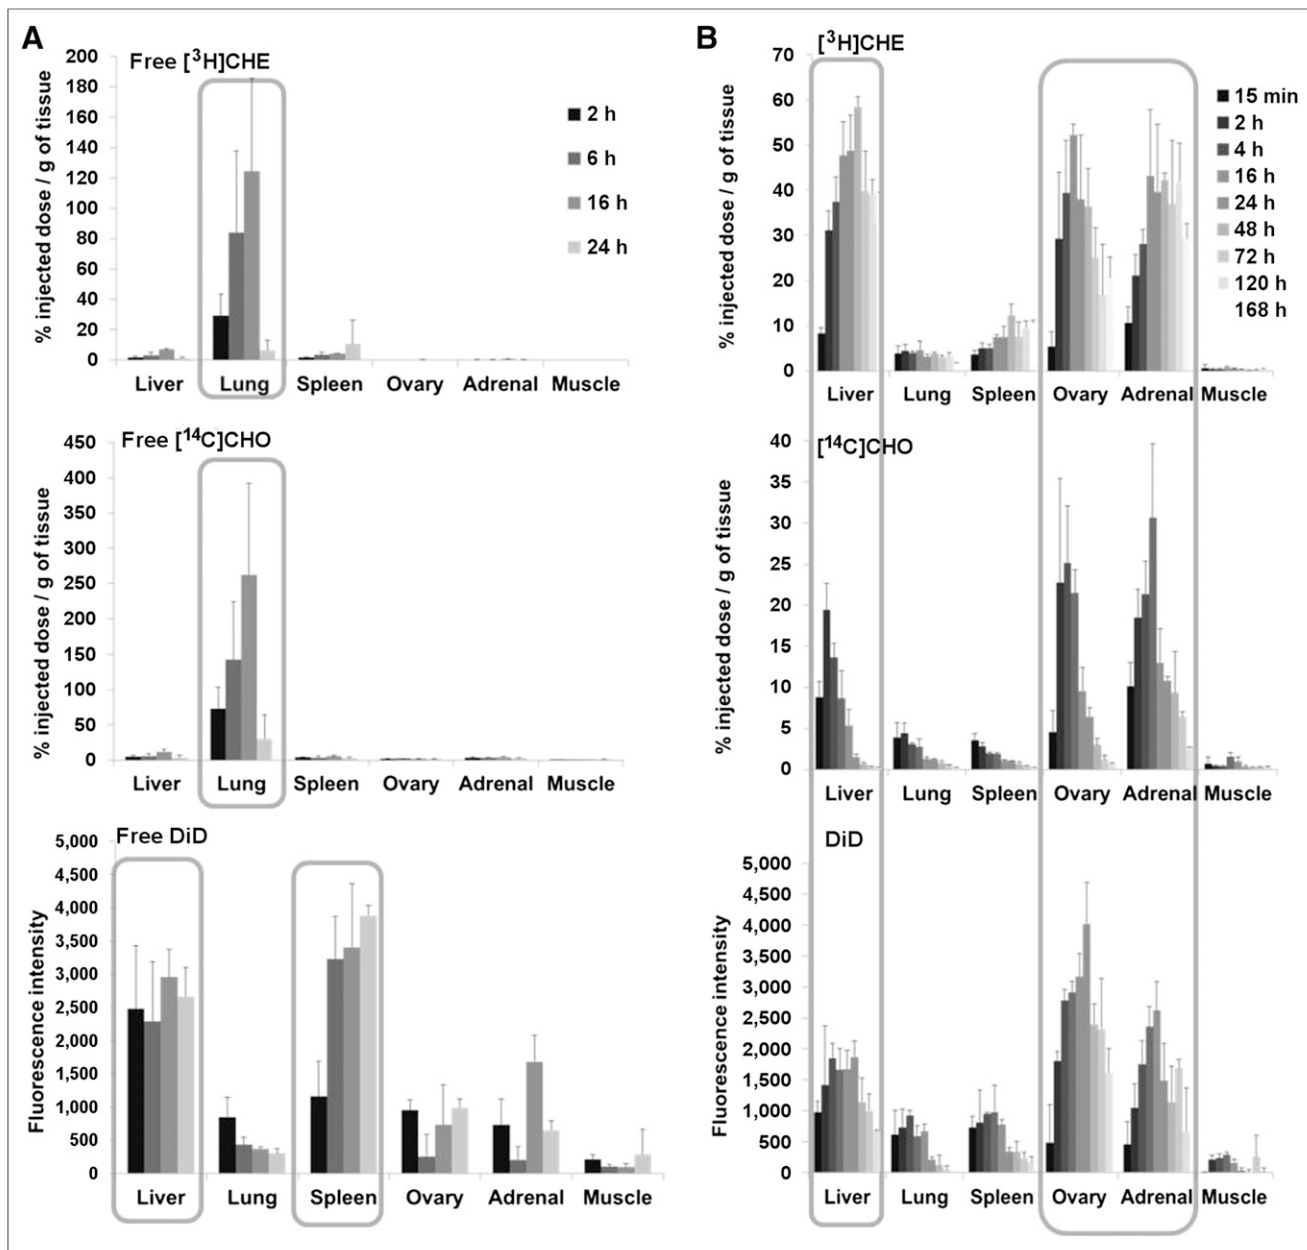 A
Free [³H]CHE
% injected dose / g of tissue
200
180
160
140
120
100
80
60
40
20
0
Liver Lung Spleen Ovary Adrenal Muscle
2 h
6 h
16 h
24 h
Free [¹⁴C]CHO
% injected dose / g of tissue
450
400
350
300
250
200
150
100
50
0
Liver Lung Spleen Ovary Adrenal Muscle
Free DiD
Fluorescence intensity
5,000
4,500
4,000
3,500
3,000
2,500
2,000
1,500
1,000
500
0
Liver Lung Spleen Ovary Adrenal Muscle
B
[³H]CHE
% injected dose / g of tissue
70
60
50
40
30
20
10
0
Liver Lung Spleen Ovary Adrenal Muscle
15 min
2 h
4 h
16 h
24 h
48 h
72 h
120 h
168 h
[¹⁴C]CHO
% injected dose / g of tissue
40
35
30
25
20
15
10
5
0
Liver Lung Spleen Ovary Adrenal Muscle
DiD
Fluorescence intensity
5,000
4,500
4,000
3,500
3,000
2,500
2,000
1,500
1,000
500
0
Liver Lung Spleen Ovary Adrenal Muscle